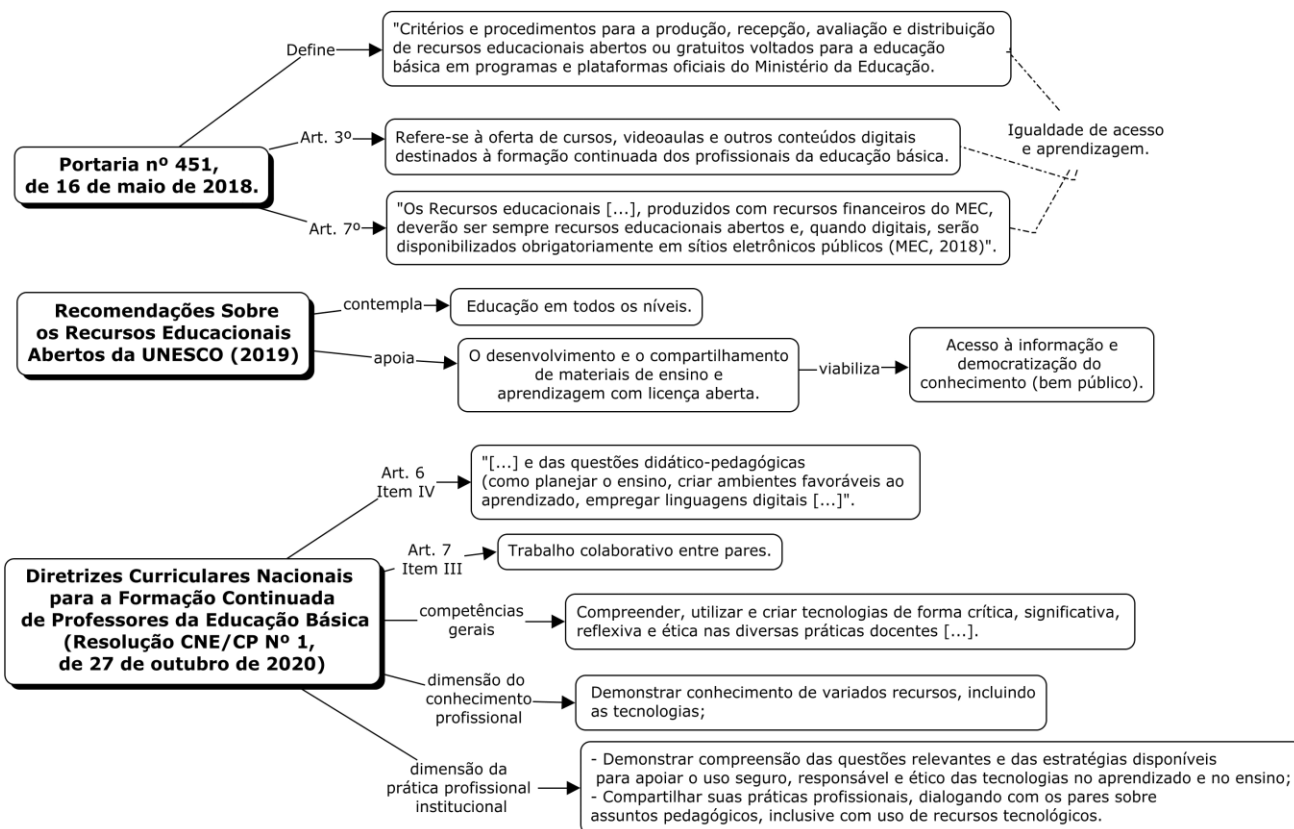 Portaria nº 451,
de 16 de maio de 2018.
Define
"Critérios e procedimentos para a produção, recepção, avaliação e distribuição
de recursos educacionais abertos ou gratuitos voltados para a educação
básica em programas e plataformas oficiais do Ministério da Educação.
Art. 3º
Refere-se à oferta de cursos, videoaulas e outros conteúdos digitais
destinados à formação continuada dos profissionais da educação básica.
Art. 7º
"Os Recursos educacionais [...], produzidos com recursos financeiros do MEC,
deverão ser sempre recursos educacionais abertos e, quando digitais, serão
disponibilizados obrigatoriamente em sítios eletrônicos públicos (MEC, 2018)".
Igualdade de acesso
e aprendizagem.
Recomendações Sobre
os Recursos Educacionais
Abertos da UNESCO (2019)
contempla
Educação em todos os níveis.
apoia
O desenvolvimento e o compartilhamento
de materiais de ensino e
aprendizagem com licença aberta.
viabiliza
Acesso à informação e
democratização do
conhecimento (bem público).
Diretrizes Curriculares Nacionais
para a Formação Continuada
de Professores da Educação Básica
(Resolução CNE/CP Nº 1,
de 27 de outubro de 2020)
Art. 6
Item IV
"[...] e das questões didático-pedagógicas
(como planejar o ensino, criar ambientes favoráveis ao
aprendizado, empregar linguagens digitais [...]".
Art. 7
Item III
Trabalho colaborativo entre pares.
competências
gerais
Compreender, utilizar e criar tecnologias de forma crítica, significativa,
reflexiva e ética nas diversas práticas docentes [...].
dimensão do
conhecimento
profissional
Demonstrar conhecimento de variados recursos, incluindo
as tecnologias;
dimensão da
prática profissional
institucional
- Demonstrar compreensão das questões relevantes e das estratégias disponíveis
para apoiar o uso seguro, responsável e ético das tecnologias no aprendizado e no ensino;
- Compartilhar suas práticas profissionais, dialogando com os pares sobre
assuntos pedagógicos, inclusive com uso de recursos tecnológicos.